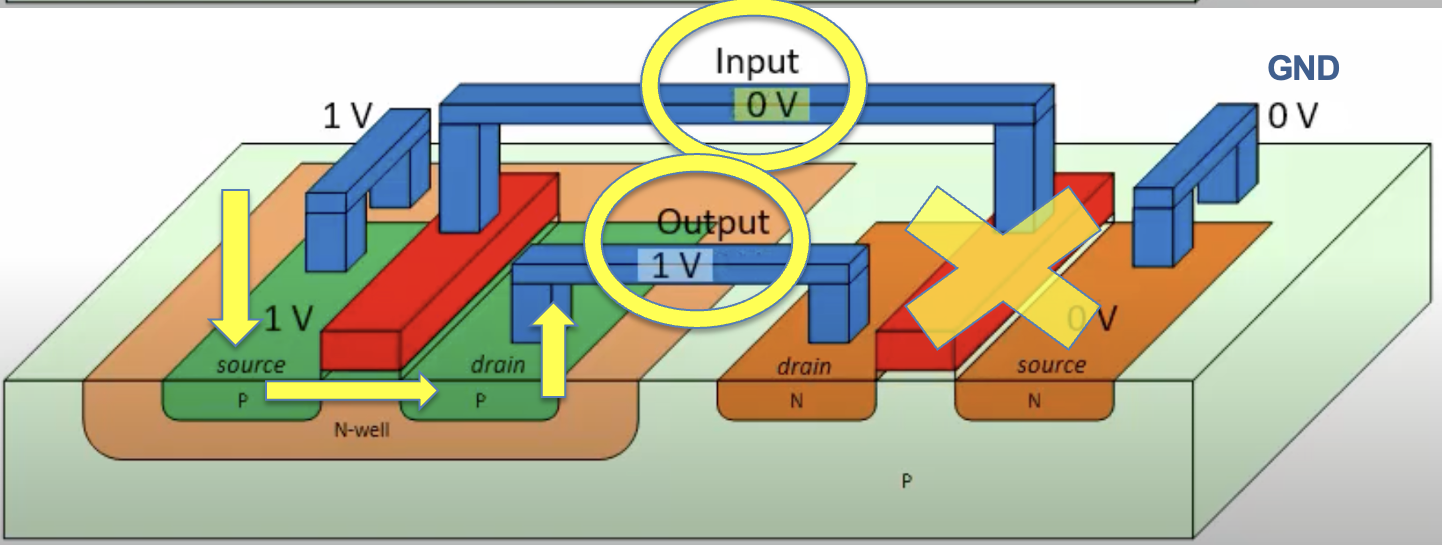 Input
0 V
GND
1 V
0 V
Output
1 V
1 V
0 V
source
drain
drain
source
P
P
N
N
N-well
P